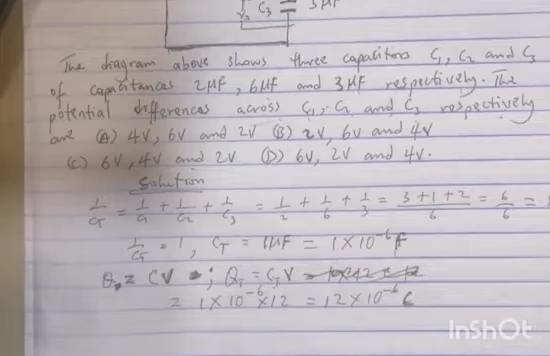 V3 C3 3µF
The diagram above shows three capacitors C1, C2 and C3
of capacitances 2µF, 6µF and 3µF respectively. The
potential differences across C1, C2 and C3 respectively
are (A) 4V, 6V and 2V (B) 2V, 6V and 4V
(C) 6V, 4V and 2V (D) 6V, 2V and 4V.
Solution
1/CT = 1/C1 + 1/C2 + 1/C3 = 1/2 + 1/6 + 1/3 = 3+1+2/6 = 6/6 = 1
1/CT = 1, CT = 1µF = 1×10^-6 F
= CV ; QT = CTV
= 1×10^-6×12 = 12×10^-6 C
InShOt